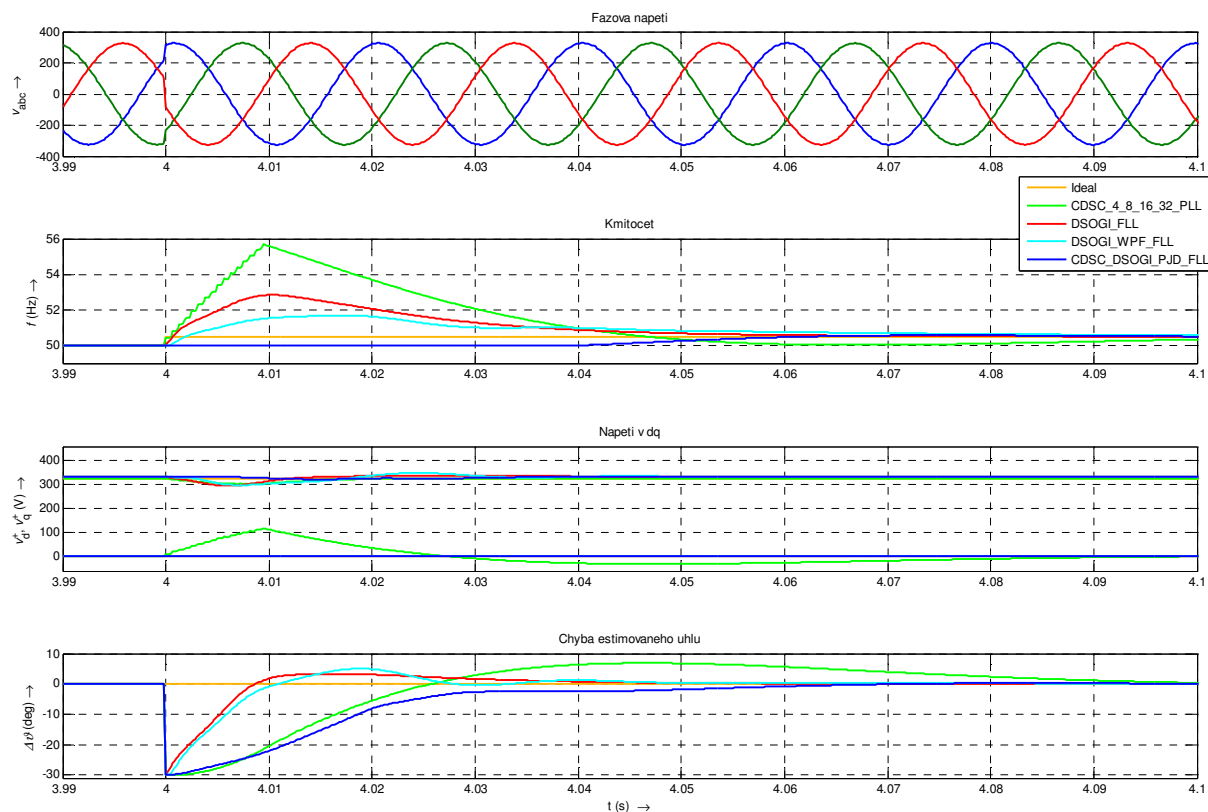 Fazova napeti
v_abc →
400
200
0
-200
-400
3.99 4 4.01 4.02 4.03 4.04 4.05 4.06 4.07 4.08 4.09 4.1
Ideal
CDSC_4_8_16_32_PLL
DSOGI_FLL
DSOGI_WPF_FLL
CDSC_DSOGI_PJD_FLL
Kmitocet
f (Hz) →
56
54
52
50
3.99 4 4.01 4.02 4.03 4.04 4.05 4.06 4.07 4.08 4.09 4.1
Napeti v dq
v_d^+, v_q^+ (V) →
400
300
200
100
0
3.99 4 4.01 4.02 4.03 4.04 4.05 4.06 4.07 4.08 4.09 4.1
Chyba estimovaneho uhlu
Δϑ (deg) →
10
0
-10
-20
-30
3.99 4 4.01 4.02 4.03 4.04 4.05 4.06 4.07 4.08 4.09 4.1
t (s) →